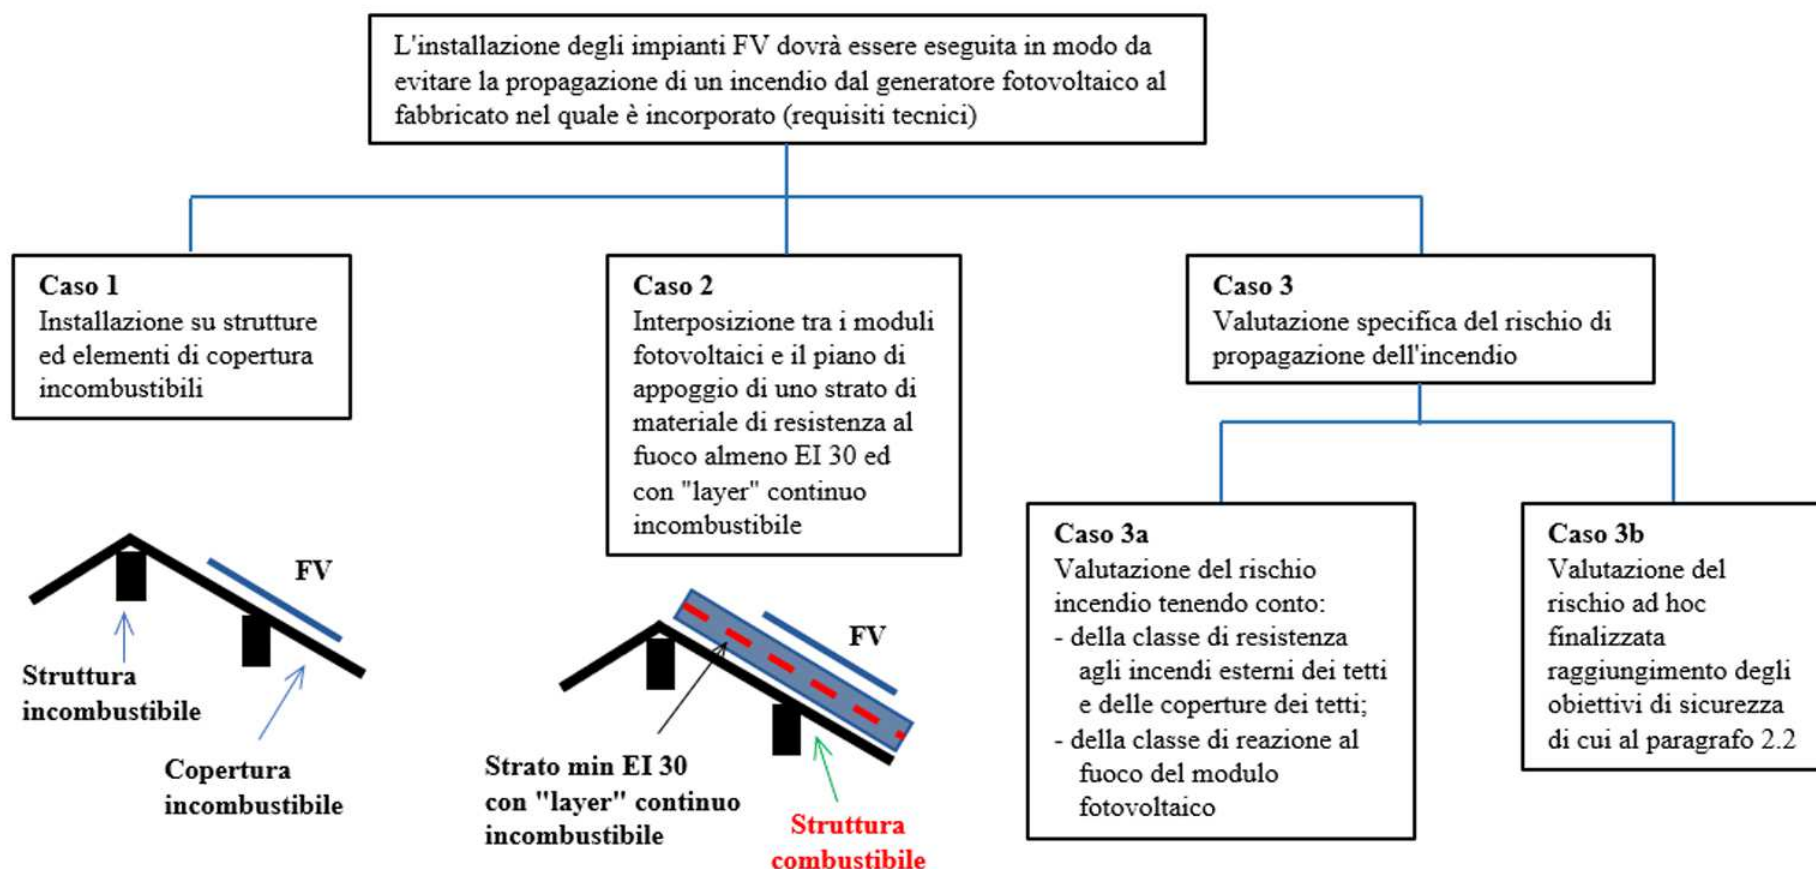 L'installazione degli impianti FV dovrà essere eseguita in modo da
evitare la propagazione di un incendio dal generatore fotovoltaico al
fabbricato nel quale è incorporato (requisiti tecnici)
Caso 1
Installazione su strutture
ed elementi di copertura
incombustibili
Caso 2
Interposizione tra i moduli
fotovoltaici e il piano di
appoggio di uno strato di
materiale di resistenza al
fuoco almeno EI 30 ed
con "layer" continuo
incombustibile
Caso 3
Valutazione specifica del rischio di
propagazione dell'incendio
Caso 3a
Valutazione del rischio
incendio tenendo conto:
- della classe di resistenza
agli incendi esterni dei tetti
e delle coperture dei tetti;
- della classe di reazione al
fuoco del modulo
fotovoltaico
Caso 3b
Valutazione del
rischio ad hoc
finalizzata
raggiungimento degli
obiettivi di sicurezza
di cui al paragrafo 2.2
FV
Struttura
incombustibile
Copertura
incombustibile
FV
Strato min EI 30
con "layer" continuo
incombustibile
Struttura
combustibile